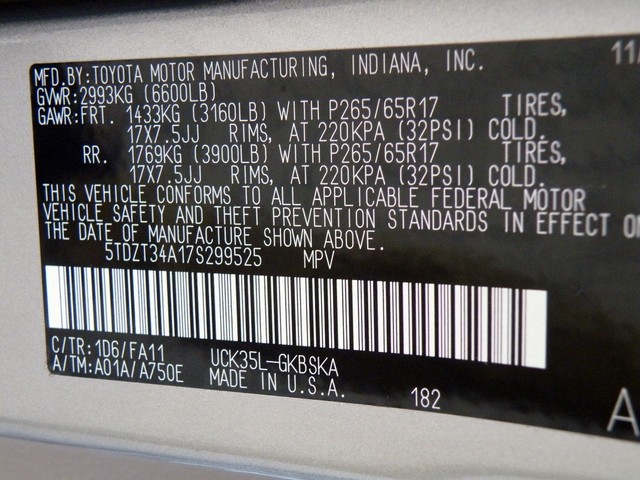 11/
MFD.BY:TOYOTA MOTOR MANUFACTURING, INDIANA, INC.
GVWR:2993KG (6600LB)
GAWR:FRT. 1433KG (3160LB) WITH P265/65R17 TIRES,
17X7.5JJ RIMS, AT 220KPA (32PSI) COLD.
RR. 1769KG (3900LB) WITH P265/65R17 TIRES,
17X7.5JJ RIMS, AT 220KPA (32PSI) COLD.
THIS VEHICLE CONFORMS TO ALL APPLICABLE FEDERAL MOTOR
VEHICLE SAFETY AND THEFT PREVENTION STANDARDS IN EFFECT ON
THE DATE OF MANUFACTURE SHOWN ABOVE.
5TDZT34A17S299525 MPV
C/TR:1D6/FA11 UCK35L-GKBSKA
A/TM:A01A/A750E MADE IN U.S.A. 182
A